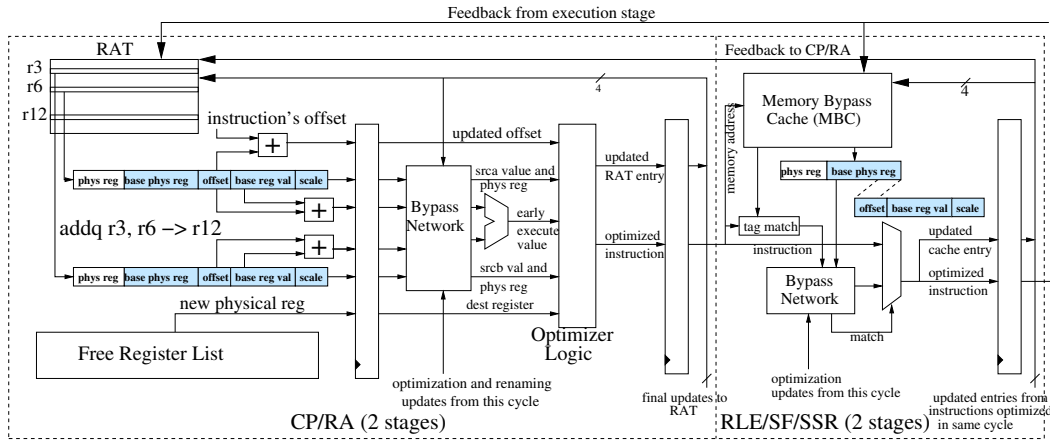 Feedback from execution stage
RAT
r3
r6
r12
4
Feedback to CP/RA
4
Memory Bypass
Cache (MBC)
memory address
instruction's offset
+
updated offset
phys reg base phys reg offset base reg val scale
+
addq r3, r6 -> r12
+
phys reg base phys reg offset base reg val scale
new physical reg
Free Register List
Bypass
Network
srca value and
phys reg
early
execute
value
srcb val and
phys reg
dest register
Optimizer
Logic
updated
RAT entry
optimized
instruction
optimization and renaming
updates from this cycle
final updates to
RAT
CP/RA (2 stages)
phys reg base phys reg
offset base reg val scale
tag match
instruction
Bypass
Network
match
updated
cache entry
optimized
instruction
optimization
updates from this cycle
updated entries from
instructions optimized
in same cycle
RLE/SF/SSR (2 stages)